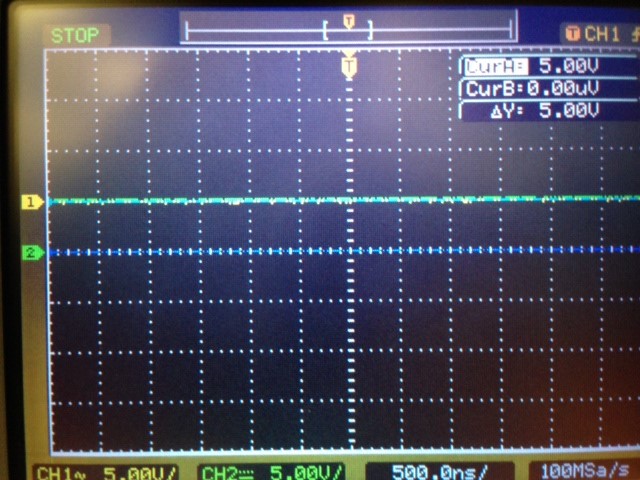 STOP
T
T CH1
T
CurA: 5.00V
CurB:0.00uV
ΔY: 5.00V
1
2
CH1~ 5.00V/ CH2 5.00V/ 500.0ns/ 100MSa/s